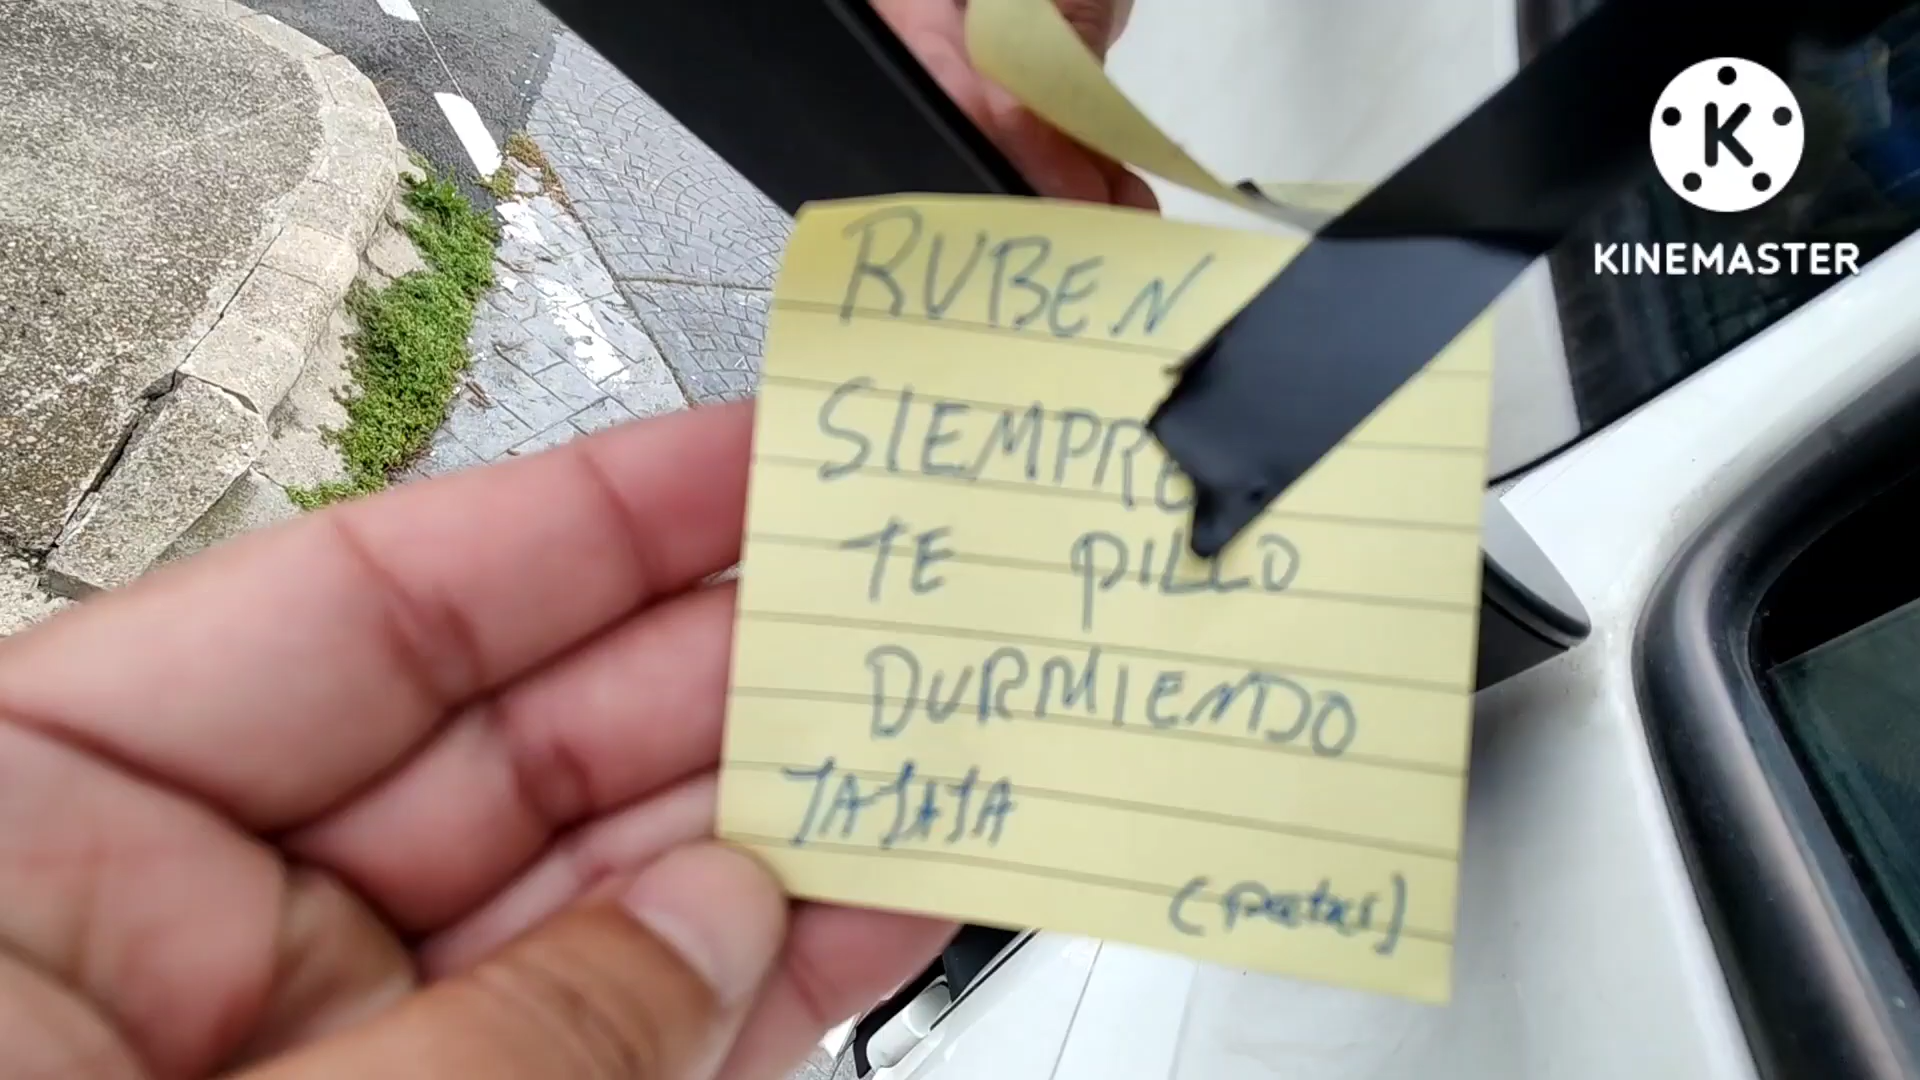 K
KINEMASTER
RUBEN
SIEMPRE
TE PILLO
DURMIENDO
JAJAJA